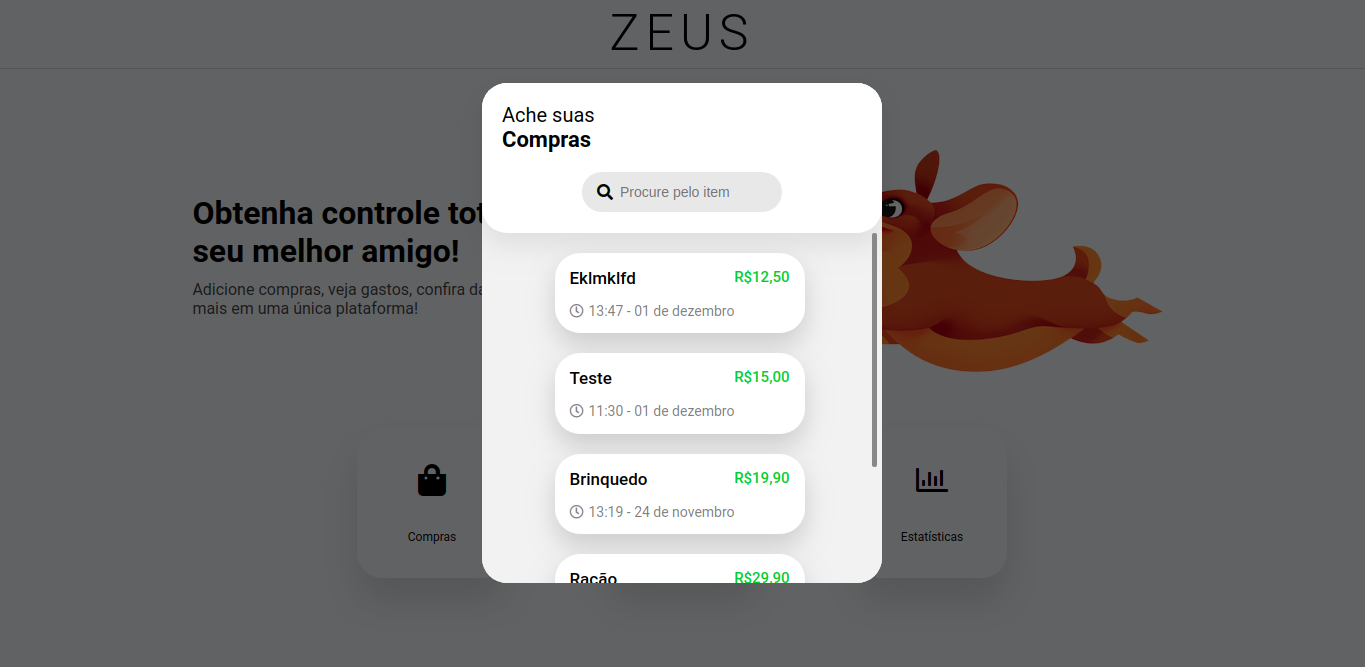 ZEUS
Ache suas
Compras
Procure pelo item
Obtenha controle tot
seu melhor amigo!
Adicione compras, veja gastos, confira da
mais em uma única plataforma!
Eklmklfd R$12,50
13:47 - 01 de dezembro
Teste R$15,00
11:30 - 01 de dezembro
Brinquedo R$19,90
13:19 - 24 de novembro
Ração R$29,90
Compras
Estatísticas